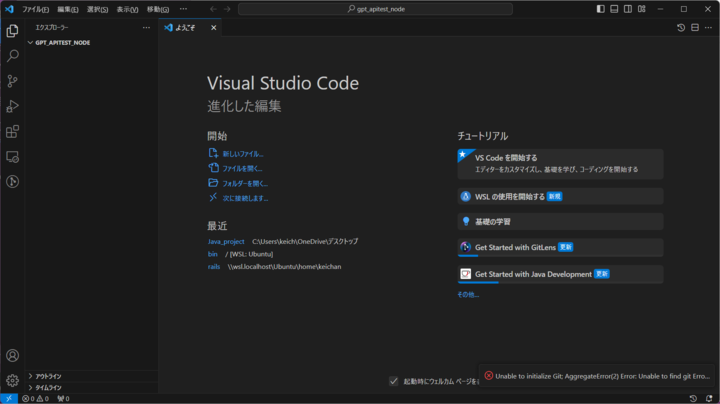 ファイル(F) 編集(E) 選択(S) 表示(V) 移動(G) ··· gpt_apitest_node
エクスプローラー ···
ようこそ
GPT_APITEST_NODE
Visual Studio Code
進化した編集
開始
新しいファイル...
ファイルを開く...
フォルダーを開く...
次に接続します...
最近
Java_project C:\Users\keich\OneDrive\デスクトップ
bin / [WSL: Ubuntu]
rails \\wsl.localhost\Ubuntu\home\keichan
チュートリアル
VS Code を開始する
エディターをカスタマイズし、基礎を学び、コーディングを開始する
WSL の使用を開始する 新規
基礎の学習
Get Started with GitLens 更新
Get Started with Java Development 更新
その他...
起動時にウェルカム ページを
Unable to initialize Git; AggregateError(2) Error: Unable to find git Erro...
アウトライン
タイムライン
0 0 0